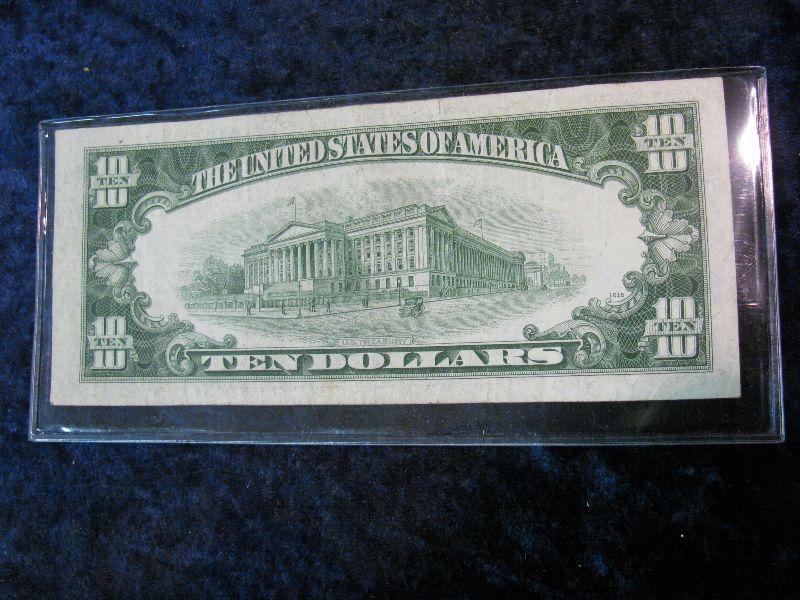 10 TEN 10
THE UNITED STATES OF AMERICA
10 TEN 10
U.S. TREASURY
10 TEN 10
TEN DOLLARS
10 TEN 10